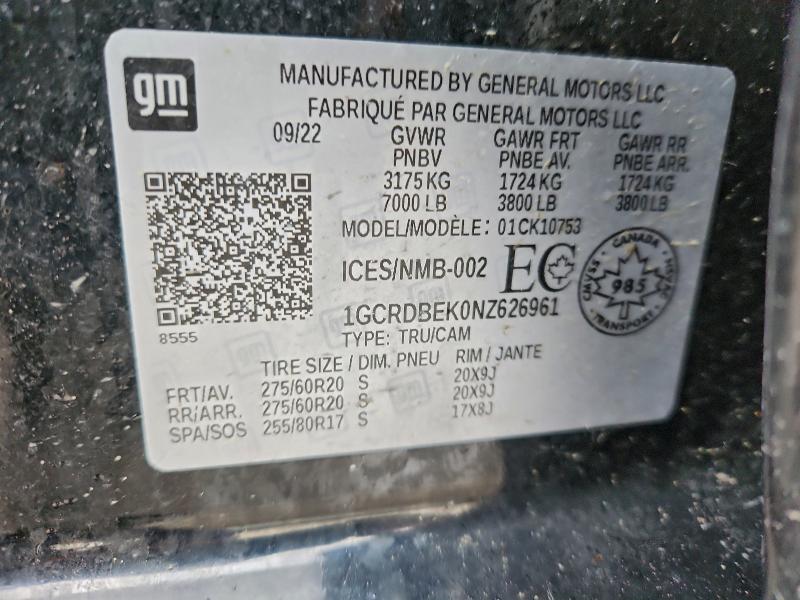 gm
MANUFACTURED BY GENERAL MOTORS LLC
FABRIQUÉ PAR GENERAL MOTORS LLC
09/22 GVWR GAWR FRT GAWR RR
PNBV PNBE AV. PNBE ARR.
3175 KG 1724 KG 1724 KG
7000 LB 3800 LB 3800 LB
MODEL/MODÈLE: 01CK10753
ICES/NMB-002 EC
CANADA
CMVSS - NSVAC
985
TRANSPORT
1GCRDBEK0NZ626961
8555
TYPE: TRU/CAM
TIRE SIZE / DIM. PNEU RIM / JANTE
FRT/AV. 275/60R20 S 20X9J
RR/ARR. 275/60R20 S 20X9J
SPA/SOS 255/80R17 S 17X8J